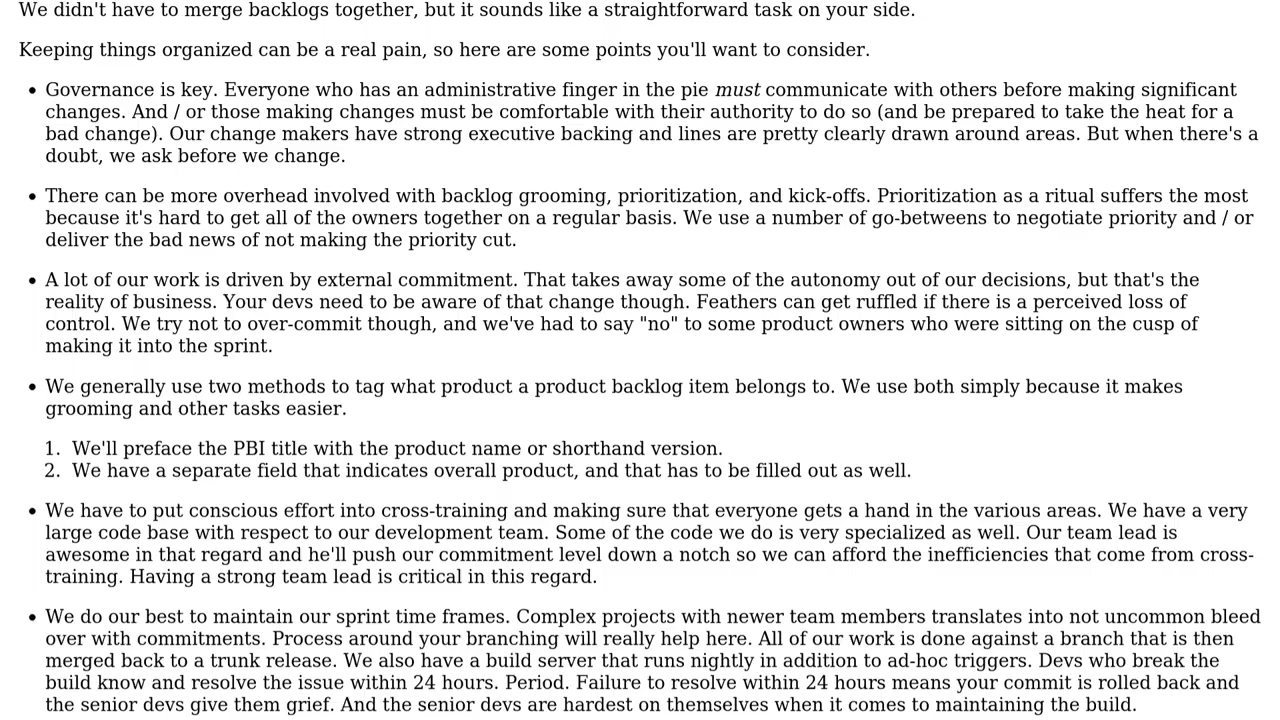 We didn't have to merge backlogs together, but it sounds like a straightforward task on your side.
Keeping things organized can be a real pain, so here are some points you'll want to consider.
• Governance is key. Everyone who has an administrative finger in the pie must communicate with others before making significant
changes. And / or those making changes must be comfortable with their authority to do so (and be prepared to take the heat for a
bad change). Our change makers have strong executive backing and lines are pretty clearly drawn around areas. But when there's a
doubt, we ask before we change.
• There can be more overhead involved with backlog grooming, prioritization, and kick-offs. Prioritization as a ritual suffers the most
because it's hard to get all of the owners together on a regular basis. We use a number of go-betweens to negotiate priority and / or
deliver the bad news of not making the priority cut.
• A lot of our work is driven by external commitment. That takes away some of the autonomy out of our decisions, but that's the
reality of business. Your devs need to be aware of that change though. Feathers can get ruffled if there is a perceived loss of
control. We try not to over-commit though, and we've had to say "no" to some product owners who were sitting on the cusp of
making it into the sprint.
• We generally use two methods to tag what product a product backlog item belongs to. We use both simply because it makes
grooming and other tasks easier.
1. We'll preface the PBI title with the product name or shorthand version.
2. We have a separate field that indicates overall product, and that has to be filled out as well.
• We have to put conscious effort into cross-training and making sure that everyone gets a hand in the various areas. We have a very
large code base with respect to our development team. Some of the code we do is very specialized as well. Our team lead is
awesome in that regard and he'll push our commitment level down a notch so we can afford the inefficiencies that come from cross-
training. Having a strong team lead is critical in this regard.
• We do our best to maintain our sprint time frames. Complex projects with newer team members translates into not uncommon bleed
over with commitments. Process around your branching will really help here. All of our work is done against a branch that is then
merged back to a trunk release. We also have a build server that runs nightly in addition to ad-hoc triggers. Devs who break the
build know and resolve the issue within 24 hours. Period. Failure to resolve within 24 hours means your commit is rolled back and
the senior devs give them grief. And the senior devs are hardest on themselves when it comes to maintaining the build.